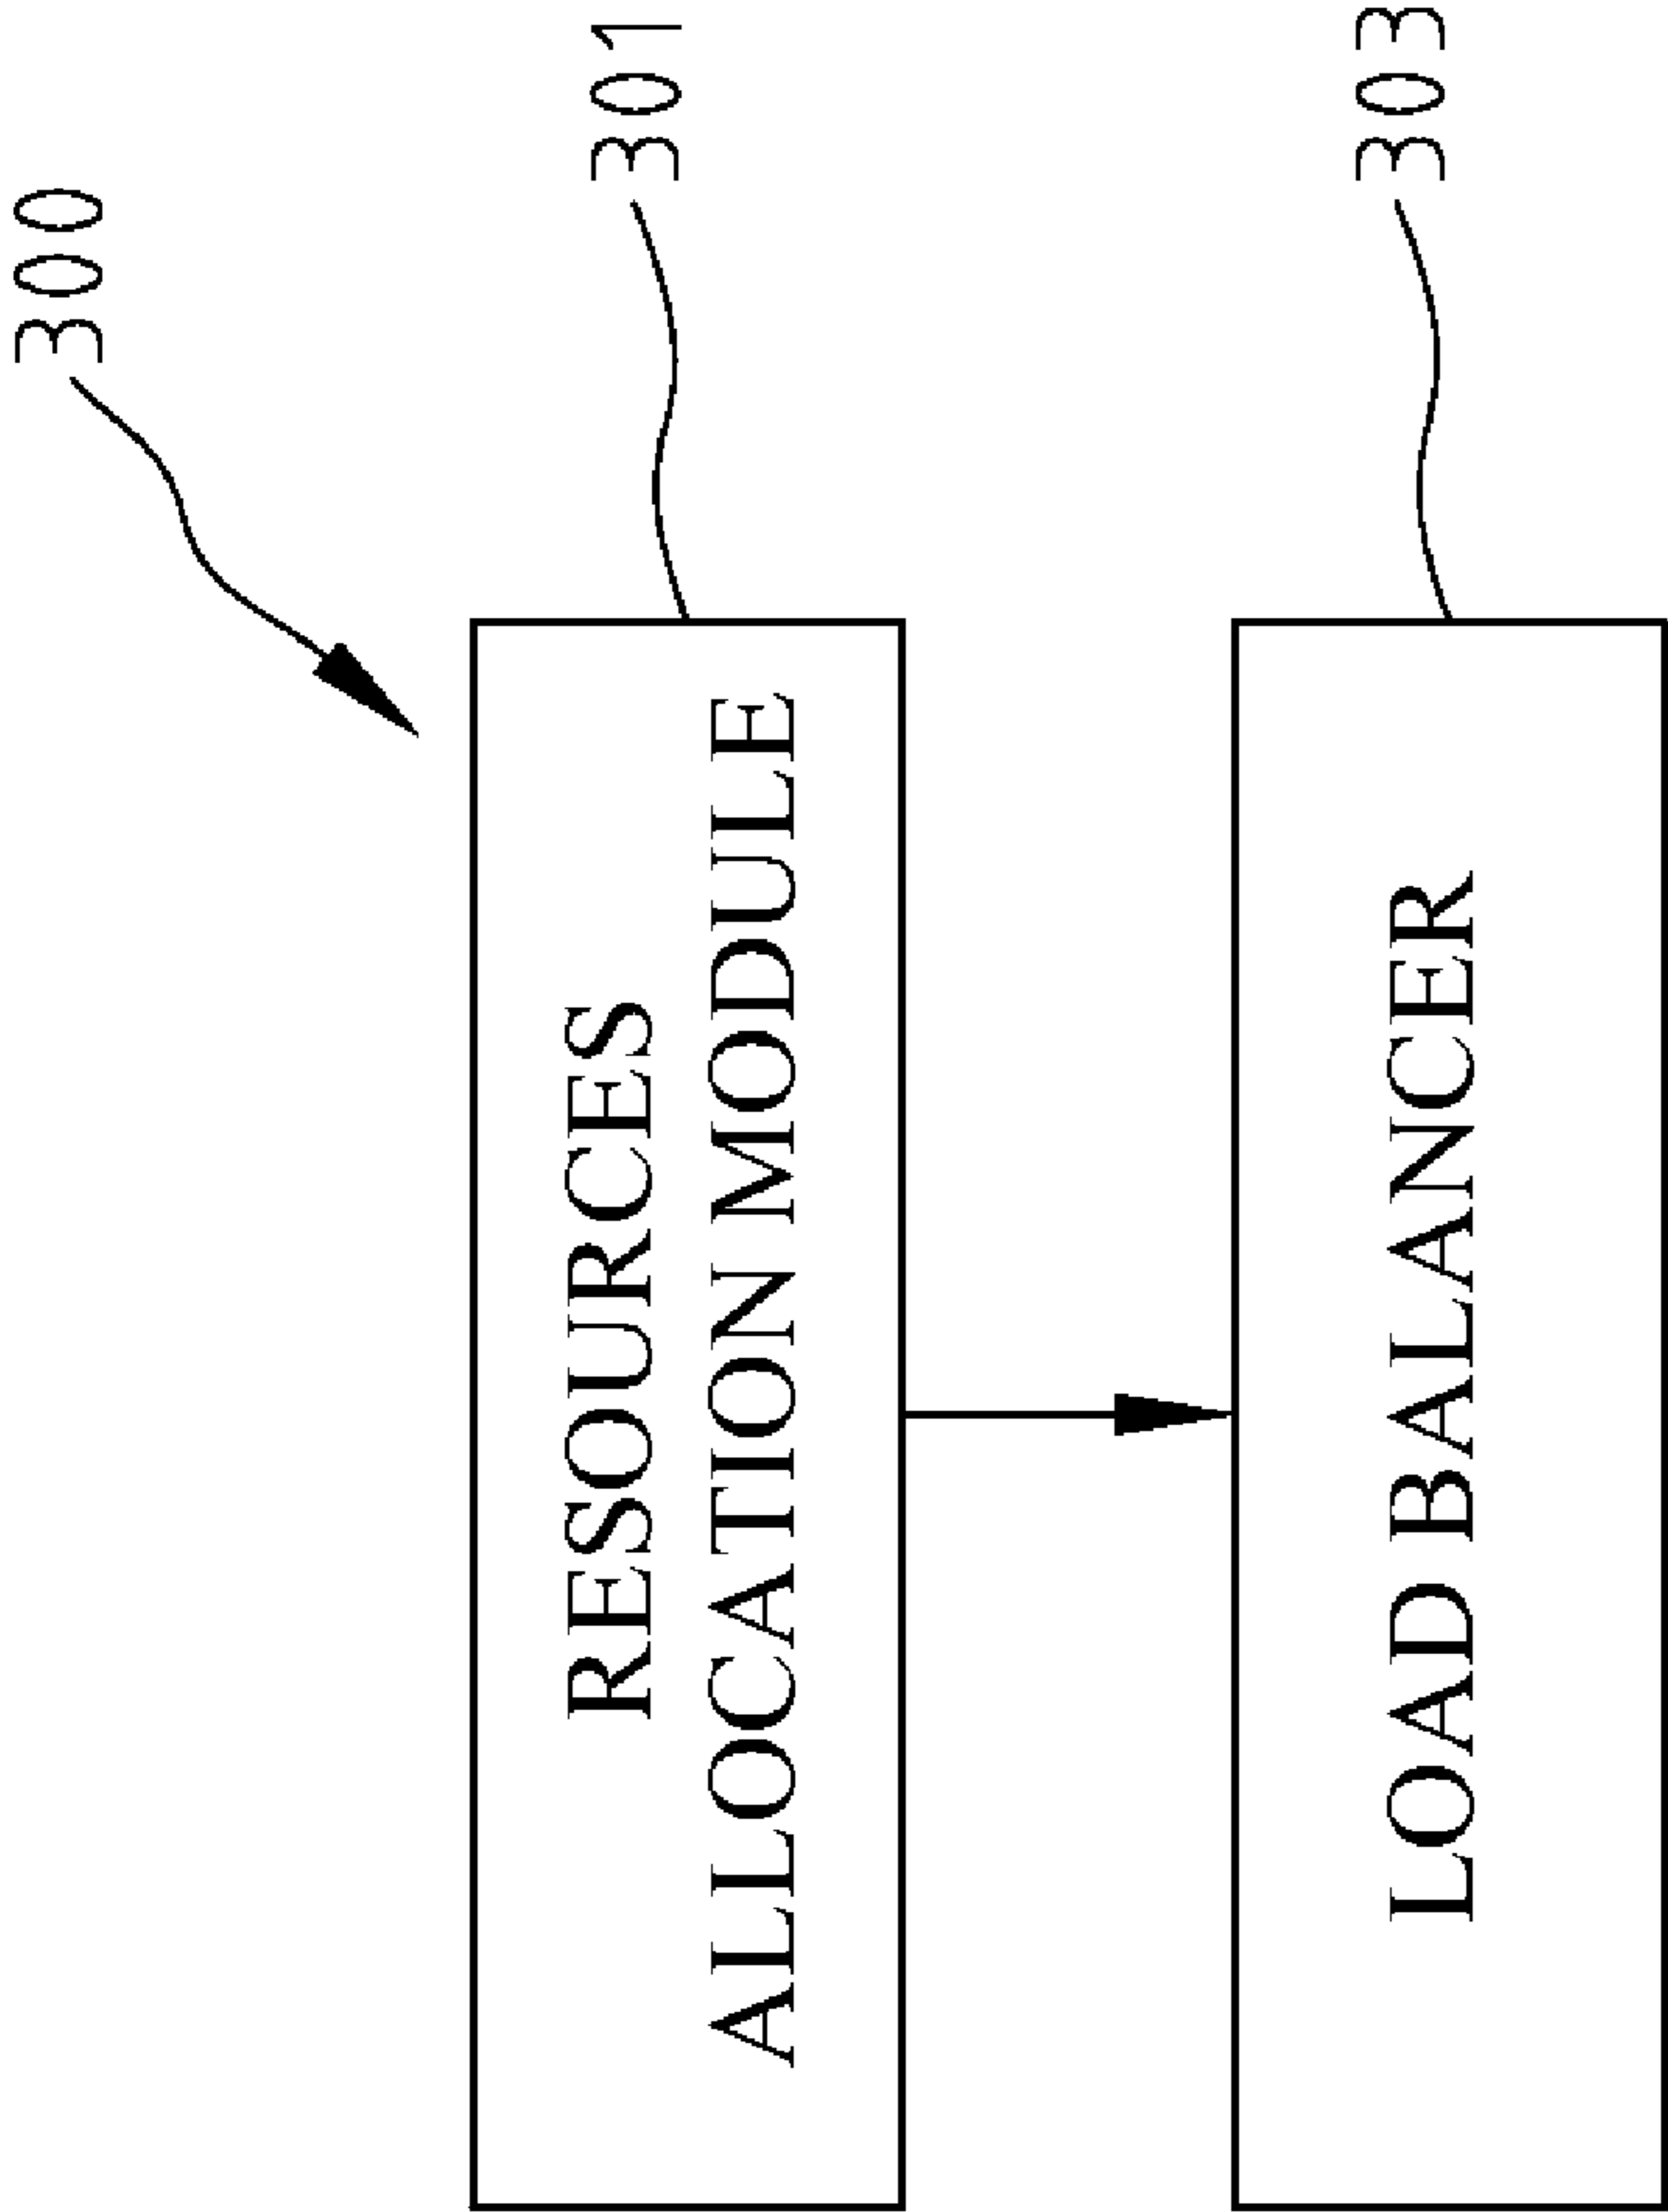 300
301
RESOURCES
ALLOCATION MODULE
303
LOAD BALANCER